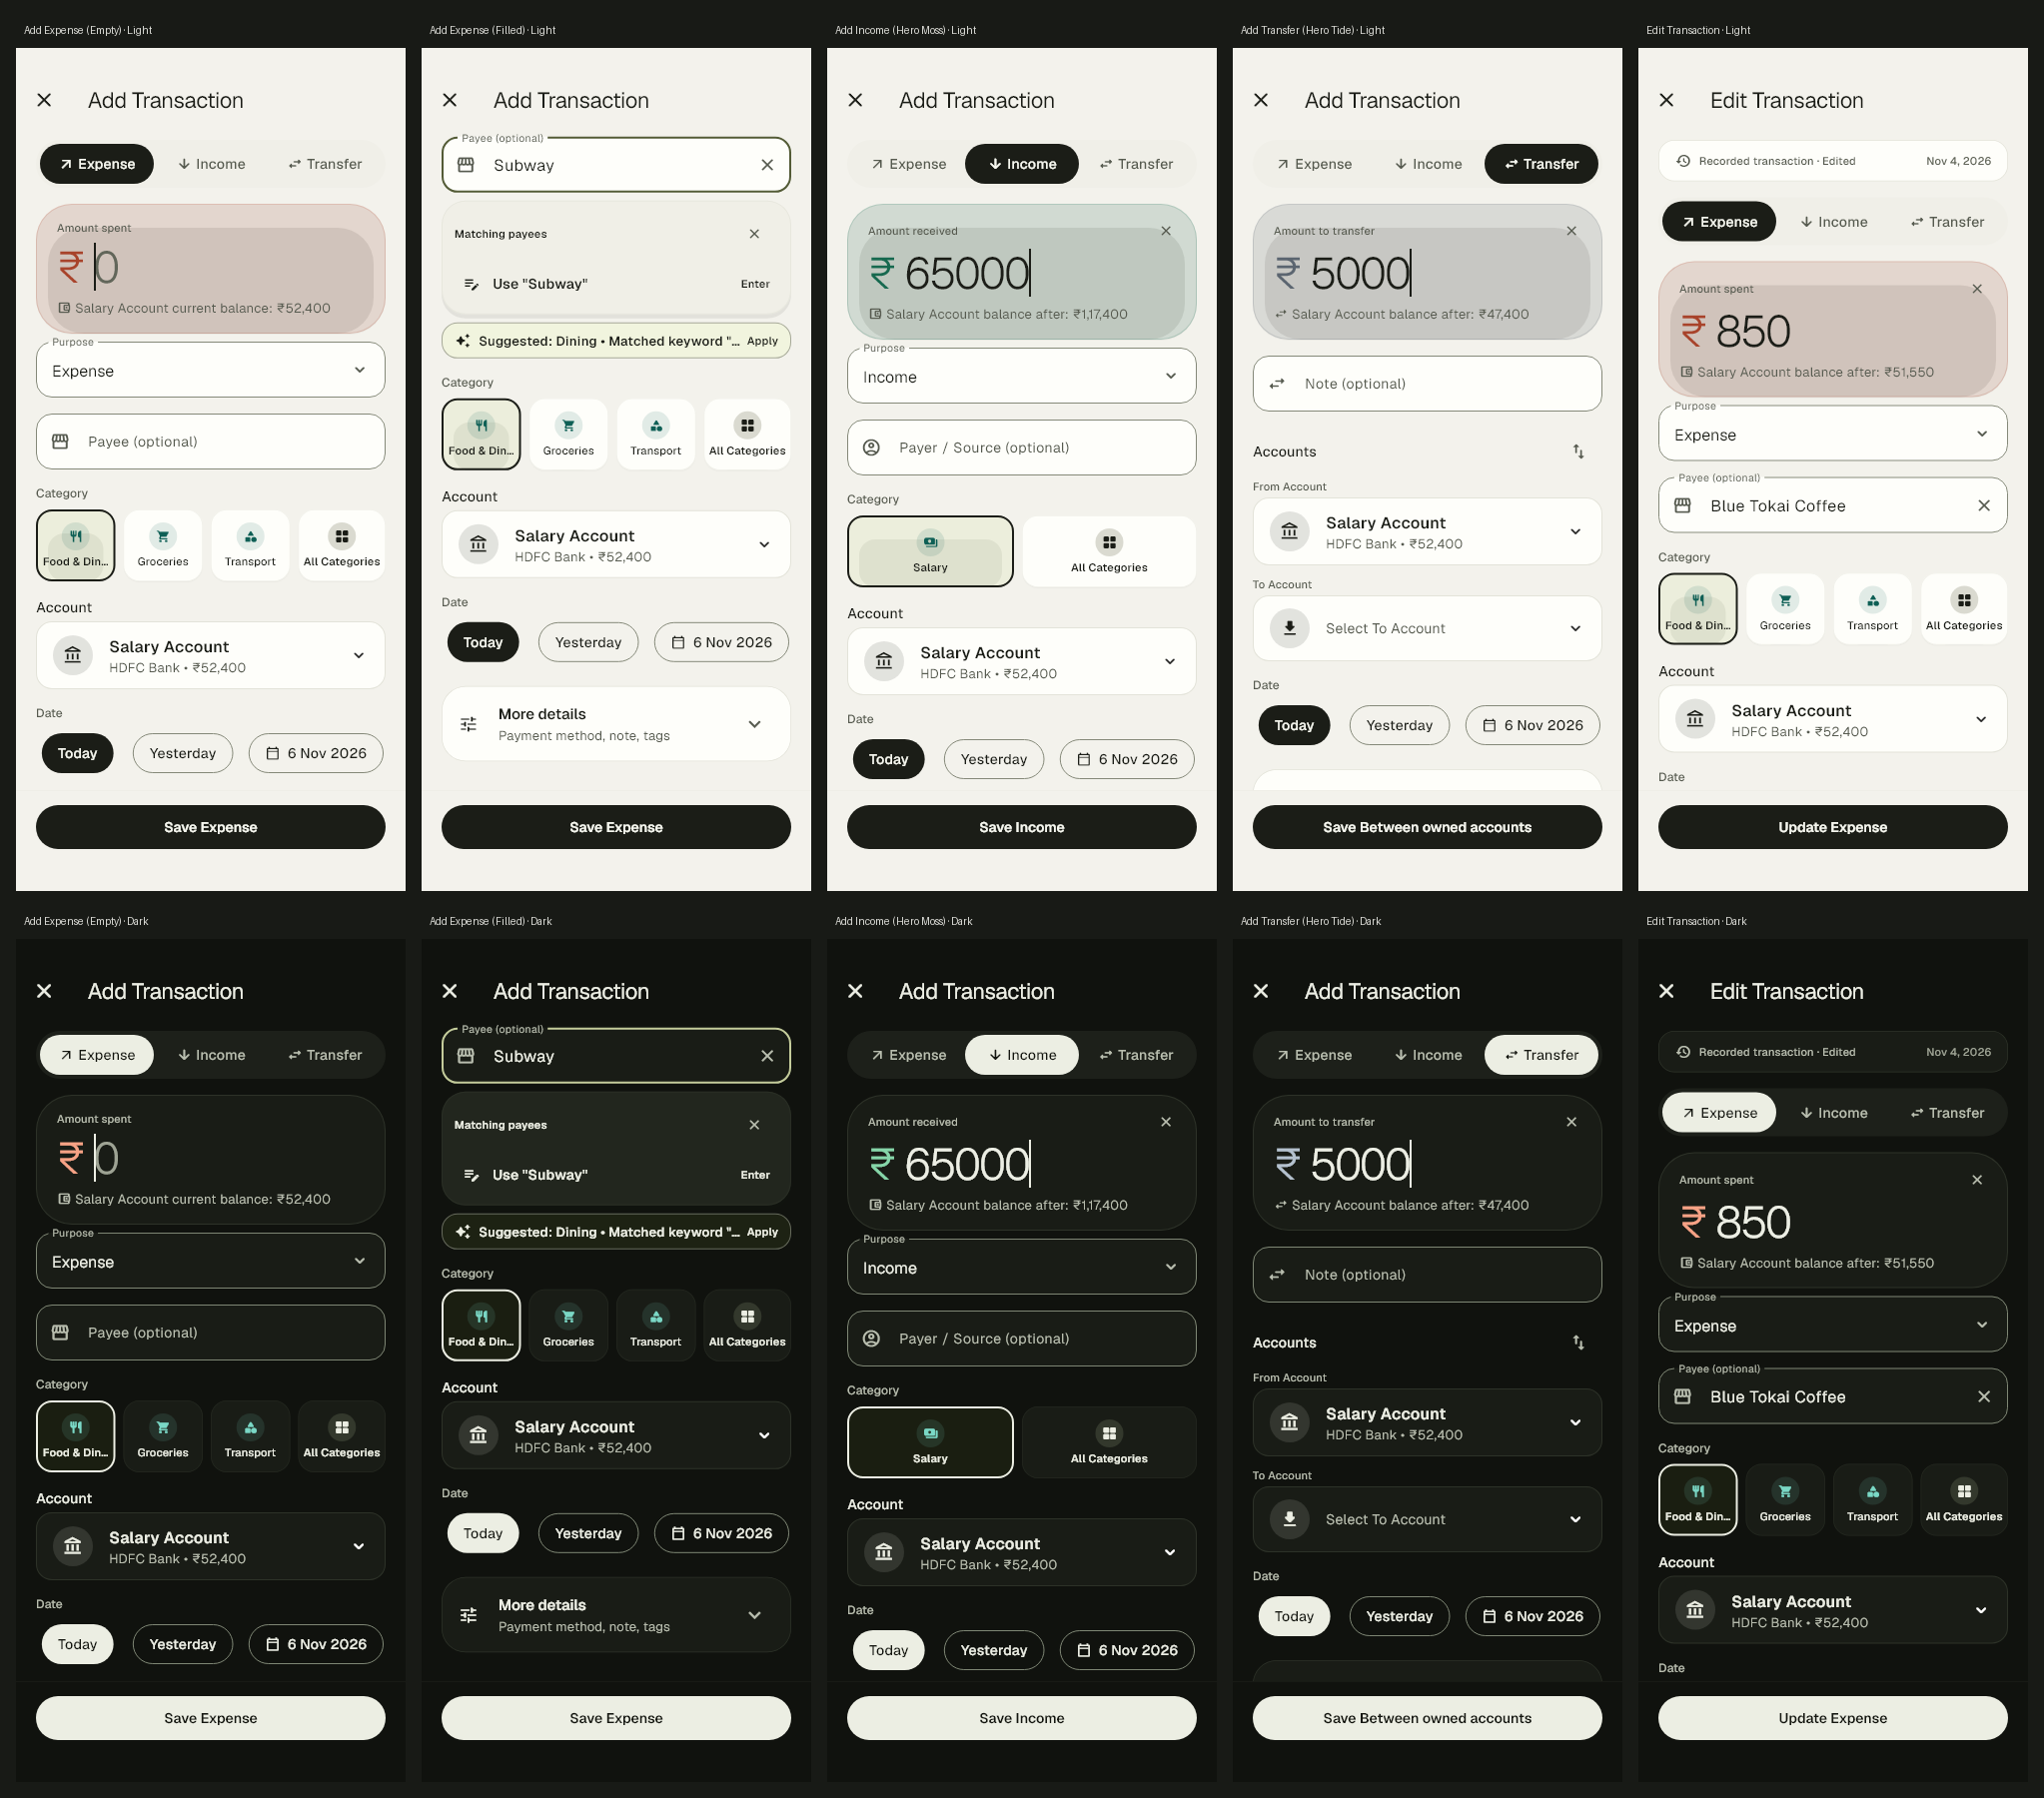 Add Expense (Empty) · Light
Add Transaction
Expense
Income
Transfer
Amount spent
₹ 0
Salary Account current balance: ₹52,400
Purpose
Expense
Payee (optional)
Category
Food & Din...
Groceries
Transport
All Categories
Account
Salary Account
HDFC Bank • ₹52,400
Date
Today
Yesterday
6 Nov 2026
Save Expense
Add Expense (Filled) · Light
Add Transaction
Payee (optional)
Subway
Matching payees
Use "Subway"
Enter
Suggested: Dining • Matched keyword "...
Apply
Category
Food & Din...
Groceries
Transport
All Categories
Account
Salary Account
HDFC Bank • ₹52,400
Date
Today
Yesterday
6 Nov 2026
More details
Payment method, note, tags
Save Expense
Add Income (Hero Moss) · Light
Add Transaction
Expense
Income
Transfer
Amount received
₹ 65000
Salary Account balance after: ₹1,17,400
Purpose
Income
Payer / Source (optional)
Category
Salary
All Categories
Account
Salary Account
HDFC Bank • ₹52,400
Date
Today
Yesterday
6 Nov 2026
Save Income
Add Transfer (Hero Tide) · Light
Add Transaction
Expense
Income
Transfer
Amount to transfer
₹ 5000
Salary Account balance after: ₹47,400
Note (optional)
Accounts
From Account
Salary Account
HDFC Bank • ₹52,400
To Account
Select To Account
Date
Today
Yesterday
6 Nov 2026
Save Between owned accounts
Edit Transaction · Light
Edit Transaction
Recorded transaction · Edited
Nov 4, 2026
Expense
Income
Transfer
Amount spent
₹ 850
Salary Account balance after: ₹51,550
Purpose
Expense
Payee (optional)
Blue Tokai Coffee
Category
Food & Din...
Groceries
Transport
All Categories
Account
Salary Account
HDFC Bank • ₹52,400
Date
Update Expense
Add Expense (Empty) · Dark
Add Transaction
Expense
Income
Transfer
Amount spent
₹ 0
Salary Account current balance: ₹52,400
Purpose
Expense
Payee (optional)
Category
Food & Din...
Groceries
Transport
All Categories
Account
Salary Account
HDFC Bank • ₹52,400
Date
Today
Yesterday
6 Nov 2026
Save Expense
Add Expense (Filled) · Dark
Add Transaction
Payee (optional)
Subway
Matching payees
Use "Subway"
Enter
Suggested: Dining • Matched keyword "...
Apply
Category
Food & Din...
Groceries
Transport
All Categories
Account
Salary Account
HDFC Bank • ₹52,400
Date
Today
Yesterday
6 Nov 2026
More details
Payment method, note, tags
Save Expense
Add Income (Hero Moss) · Dark
Add Transaction
Expense
Income
Transfer
Amount received
₹ 65000
Salary Account balance after: ₹1,17,400
Purpose
Income
Payer / Source (optional)
Category
Salary
All Categories
Account
Salary Account
HDFC Bank • ₹52,400
Date
Today
Yesterday
6 Nov 2026
Save Income
Add Transfer (Hero Tide) · Dark
Add Transaction
Expense
Income
Transfer
Amount to transfer
₹ 5000
Salary Account balance after: ₹47,400
Note (optional)
Accounts
From Account
Salary Account
HDFC Bank • ₹52,400
To Account
Select To Account
Date
Today
Yesterday
6 Nov 2026
Save Between owned accounts
Edit Transaction · Dark
Edit Transaction
Recorded transaction · Edited
Nov 4, 2026
Expense
Income
Transfer
Amount spent
₹ 850
Salary Account balance after: ₹51,550
Purpose
Expense
Payee (optional)
Blue Tokai Coffee
Category
Food & Din...
Groceries
Transport
All Categories
Account
Salary Account
HDFC Bank • ₹52,400
Date
Update Expense